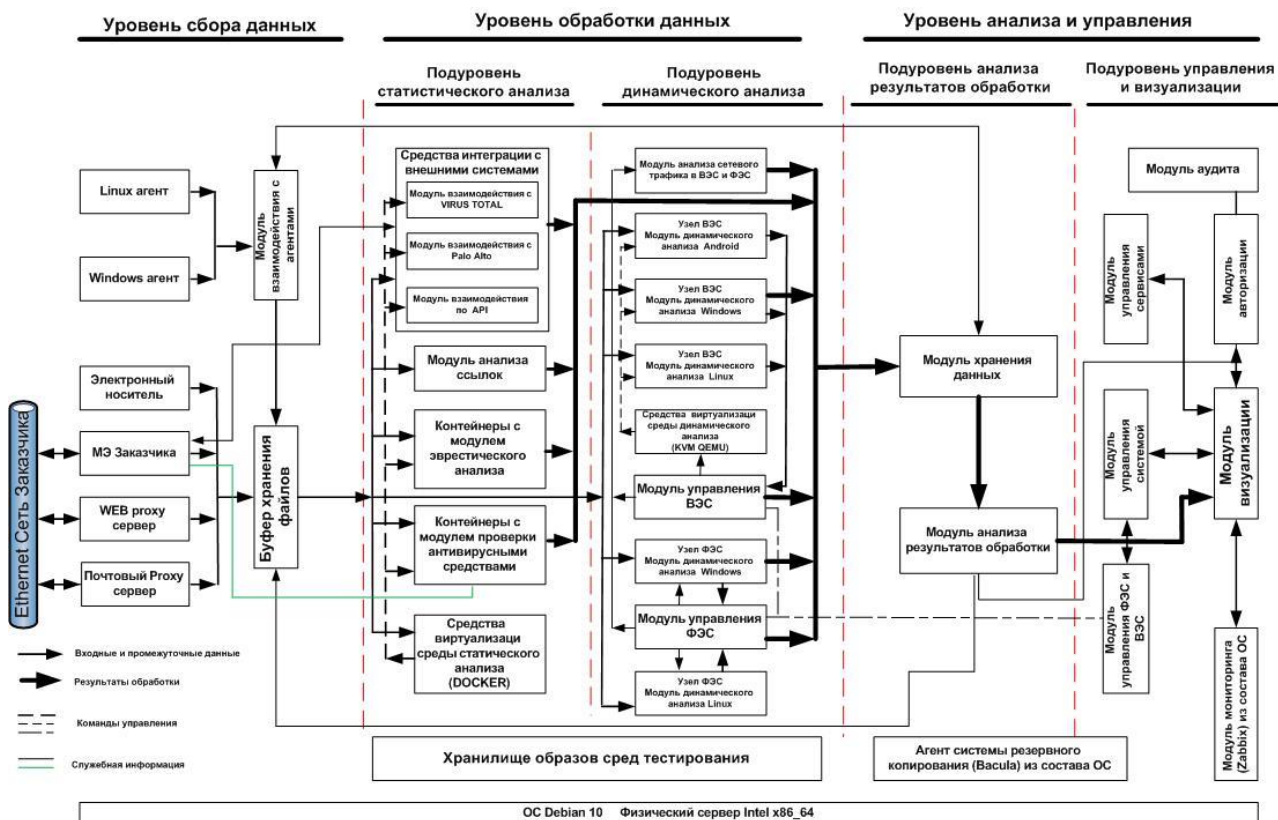 Уровень сбора данных
Уровень обработки данных
Уровень анализа и управления
Подуровень
статистического анализа
Подуровень
динамического анализа
Подуровень анализа
результатов обработки
Подуровень управления
и визуализации
Linux агент
Windows агент
Модуль
взаимодействия с
агентами
Электронный
носитель
МЭ Заказчика
WEB proxy
сервер
Почтовый Proxy
сервер
Ethernet Сеть Заказчика
Буфер хранения
файлов
Средства интеграции с
внешними системами
Модуль взаимодействия с
VIRUS TOTAL
Модуль взаимодействия с
Palo Alto
Модуль взаимодействия
по API
Модуль анализа
ссылок
Контейнеры с
модулем
эврестического
анализа
Контейнеры с
модулем проверки
антивирусными
средствами
Средства
виртуализаци
среды статического
анализа
(DOCKER)
Модуль анализа сетевого
трафика в ВЭС и ФЭС
Узел ВЭС
Модуль динамического
анализа Android
Узел ВЭС
Модуль динамического
анализа Windows
Узел ВЭС
Модуль динамического
анализа Linux
Средства виртуализаци
среды динамического
анализа
(KVM QEMU)
Модуль управления
ВЭС
Узел ФЭС
Модуль динамического
анализа Windows
Модуль управления
ФЭС
Узел ФЭС
Модуль динамического
анализа Linux
Модуль хранения
данных
Модуль анализа
результатов обработки
Модуль аудита
Модуль
управления
сервисами
Модуль
авторизации
Модуль
управления
системой
Модуль
визуализации
Модуль
управления ФЭС и
ВЭС
Модуль мониторинга
(Zabbix) из состава ОС
Входные и промежуточные данные
Результаты обработки
Команды управления
Служебная информация
Хранилище образов сред тестирования
Агент системы резервного
копирования (Bacula) из состава ОС
ОС Debian 10 Физический сервер Intel x86_64